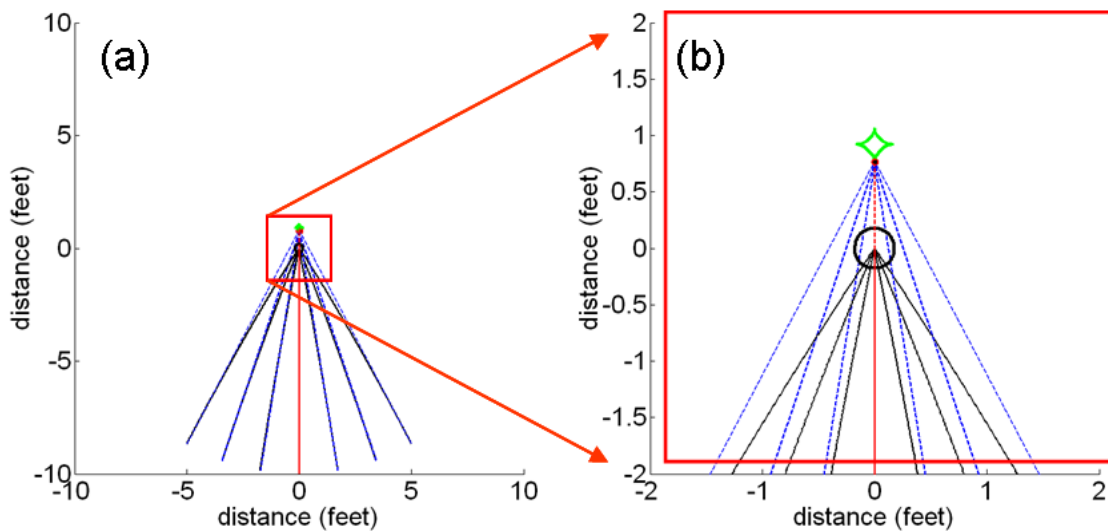 (a)
distance (feet)
10
5
0
-5
-10
-10 -5 0 5 10
distance (feet)
(b)
distance (feet)
2
1.5
1
0.5
0
-0.5
-1
-1.5
-2
-2 -1 0 1 2
distance (feet)